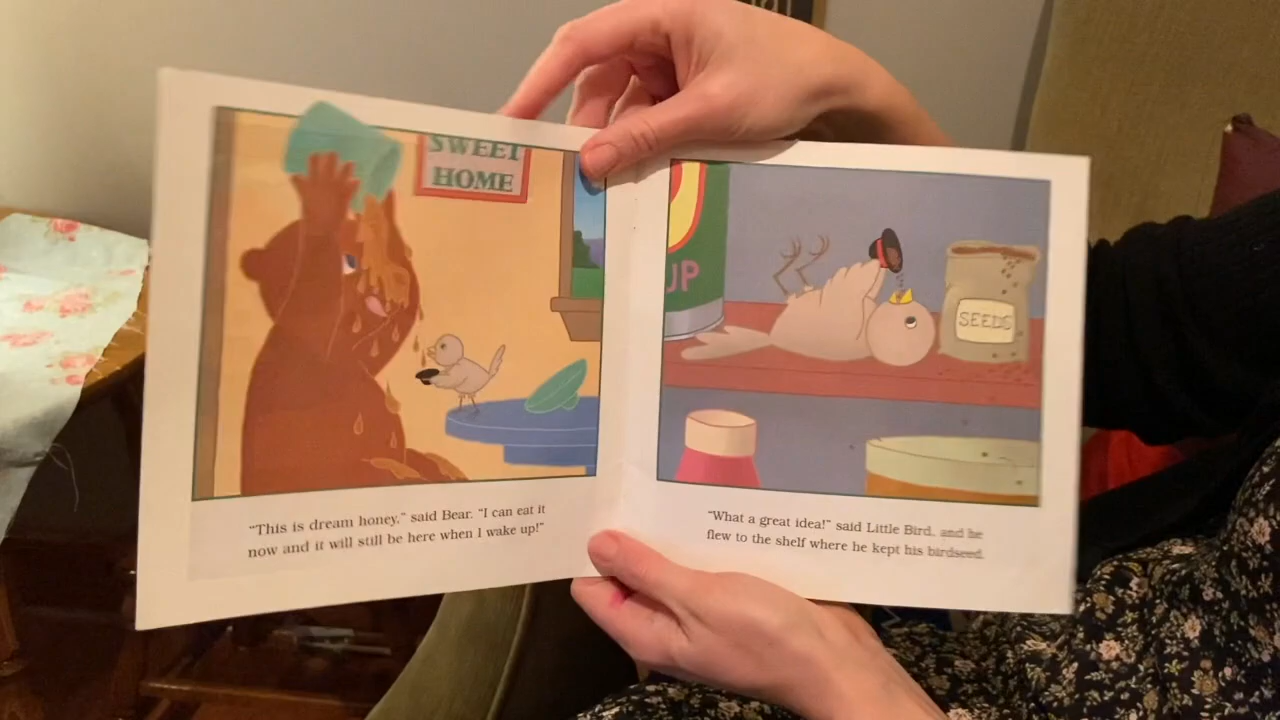 SWEET
HOME
"This is dream honey," said Bear. "I can eat it
now and it will still be here when I wake up!"
UP
SEEDS
"What a great idea!" said Little Bird, and he
flew to the shelf where he kept his birdseed.